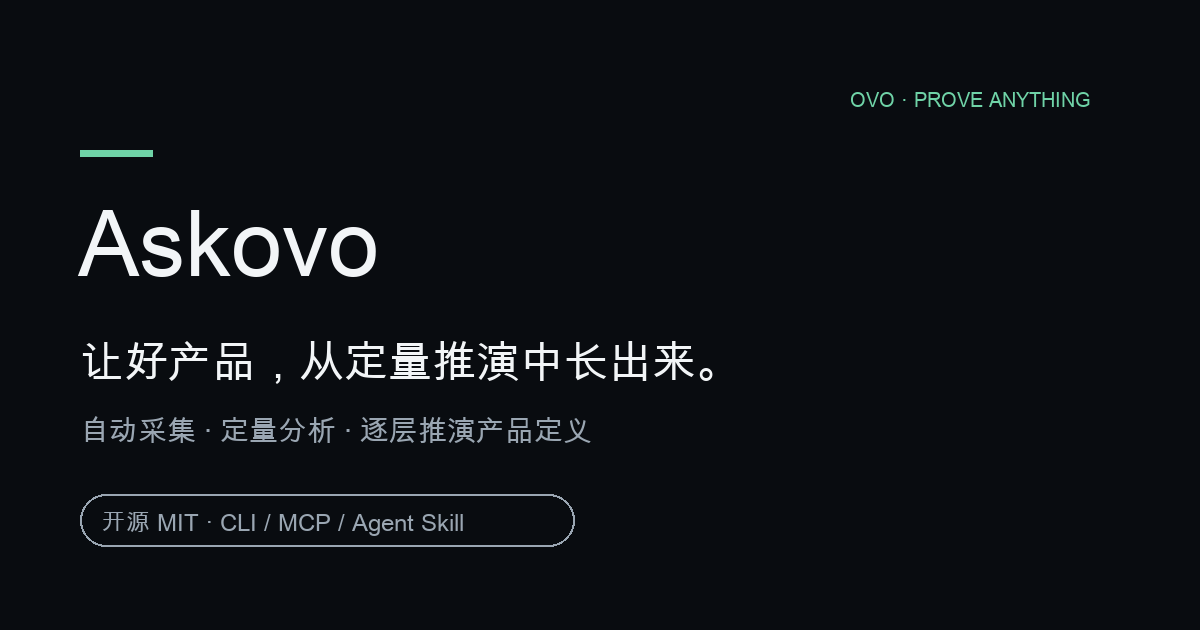 OVO · PROVE ANYTHING
Askovo
让好产品，从定量推演中长出来。
自动采集 · 定量分析 · 逐层推演产品定义
开源 MIT · CLI / MCP / Agent Skill